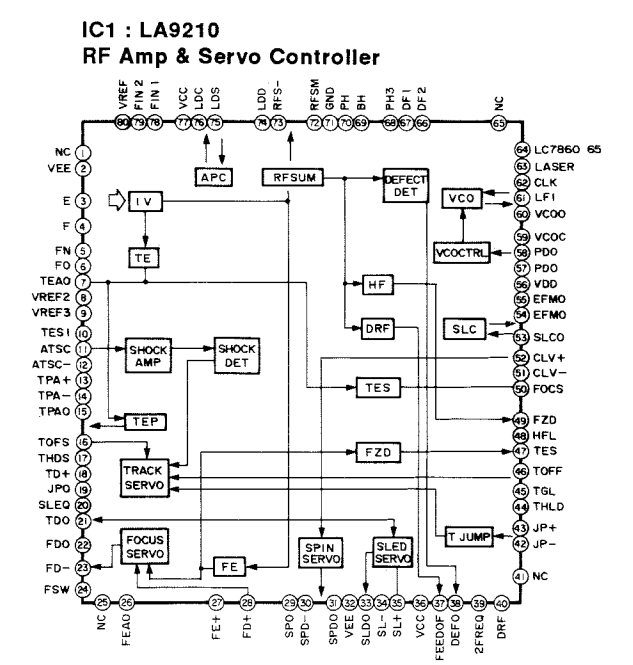 IC1 : LA9210
RF Amp & Servo Controller
VREF
FIN2
FIN1
VCC
LDC
LDS
LDD
RFS-
RFSM
GND
PH
BH
PH3
DF1
DF2
NC
80 79 78 77 76 75 74 73 72 71 70 69 68 67 66 65
NC 1
VEE 2
E 3
F 4
FN 5
FO 6
TEAO 7
VREF2 8
VREF3 9
TES1 10
ATSC 11
ATSC- 12
TPA+ 13
TPA- 14
TPAO 15
TOFS 16
THDS 17
TD+ 18
JPO 19
SLEQ 20
TDO 21
FDO 22
FD- 23
FSW 24
APC
RFSUM
DEFECT
DET
IV
TE
VCO
VCOCTRL
HF
DRF
SLC
SHOCK
AMP
SHOCK
DET
TES
TEP
TRACK
SERVO
FZD
FOCUS
SERVO
FE
SPIN
SERVO
SLED
SERVO
T JUMP
64 LC7860 65
63 LASER
62 CLK
61 LF1
60 VCOO
59 VCOC
58 PDO
57 PDO
56 VDD
55 EFMO
54 EFMO
53 SLCO
52 CLV+
51 CLV-
50 FOCS
49 FZD
48 HFL
47 TES
46 TOFF
45 TGL
44 THLD
43 JP+
42 JP-
41 NC
25 26 27 28 29 30 31 32 33 34 35 36 37 38 39 40
NC
FEAO
FE+
FD+
SPO
SPD-
SPDO
VEE
SLDO
SL-
SL+
VCC
FEEDOF
DEFO
2FREQ
DRF